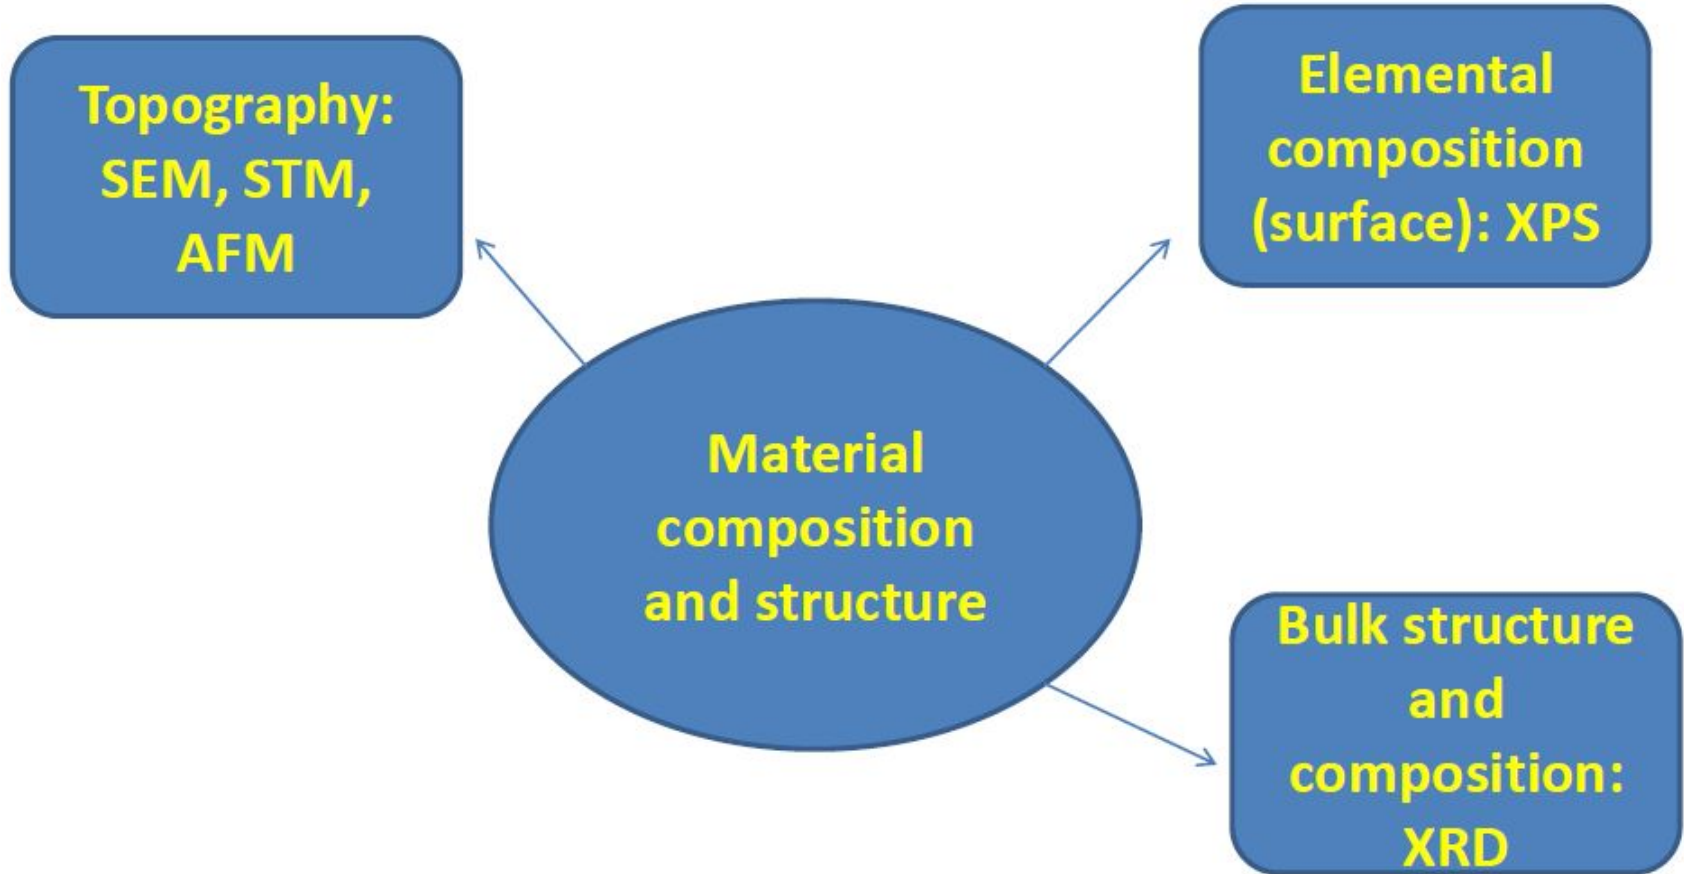 Topography:
SEM, STM,
AFM
Elemental
composition
(surface): XPS
Material
composition
and structure
Bulk structure
and
composition:
XRD